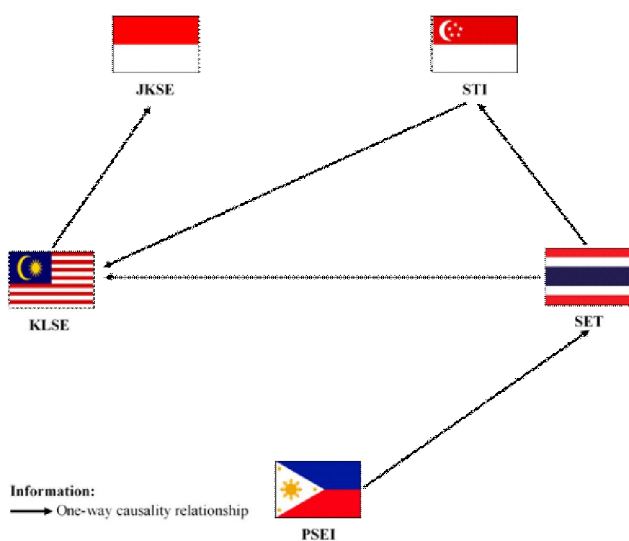 JKSE
STI
KLSE
SET
Information:
One-way causality relationship
PSEI